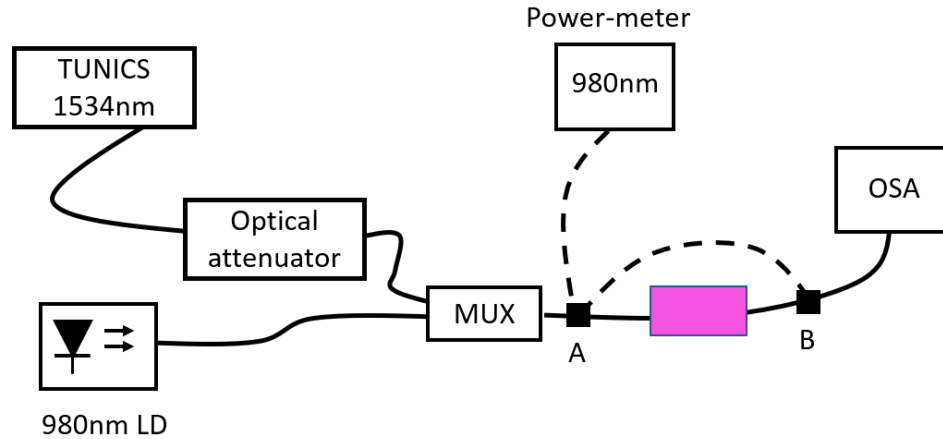 Power-meter
TUNICS
1534nm
980nm
OSA
Optical
attenuator
MUX
A
B
980nm LD